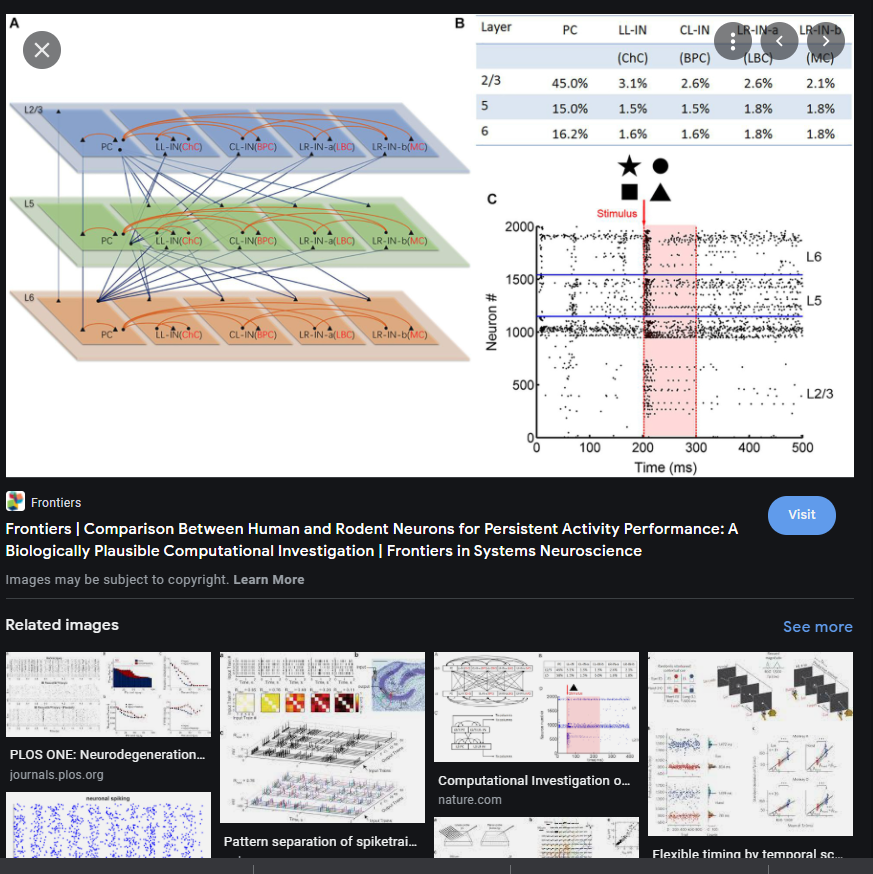 A
L2/3
PC
LL-IN(ChC)
CL-IN(BPC)
LR-IN-a(LBC)
LR-IN-b(MC)
L5
PC
LL-IN(ChC)
CL-IN(BPC)
LR-IN-a(LBC)
LR-IN-b(MC)
L6
PC
LL-IN(ChC)
CL-IN(BPC)
LR-IN-a(LBC)
LR-IN-b(MC)
B
Layer PC LL-IN CL-IN LR-IN-a LR-IN-b
(ChC) (BPC) (LBC) (MC)
2/3 45.0% 3.1% 2.6% 2.6% 2.1%
5 15.0% 1.5% 1.5% 1.8% 1.8%
6 16.2% 1.6% 1.6% 1.8% 1.8%
C
Stimulus
2000
1500
1000
500
0
Neuron #
L6
L5
L2/3
0 100 200 300 400 500
Time (ms)
Frontiers
Frontiers | Comparison Between Human and Rodent Neurons for Persistent Activity Performance: A
Biologically Plausible Computational Investigation | Frontiers in Systems Neuroscience
Visit
Images may be subject to copyright. Learn More
Related images
See more
PLOS ONE: Neurodegeneration...
journals.plos.org
neuronal spiking
Pattern separation of spiketrai...
Computational Investigation o...
nature.com
Flexible timing by temporal sc...